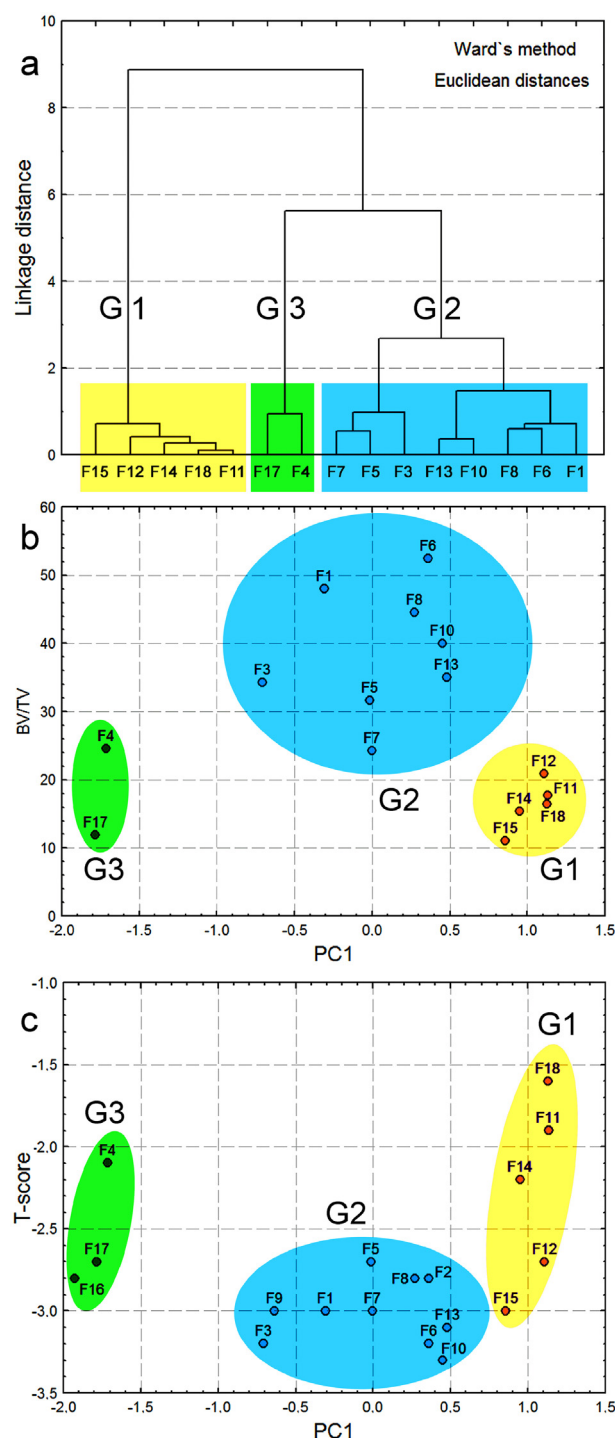 a
Ward`s method
Euclidean distances
10
8
6
4
2
0
Linkage distance
G 1
G 3
G 2
F15 F12 F14 F18 F11 F17 F4 F7 F5 F3 F13 F10 F8 F6 F1
b
60
50
40
30
20
10
0
BV/TV
F6
F1
F8
F10
F3
F13
F5
F7
F4
F12
F11
F14
F18
F17
F15
G2
G3
G1
-2.0 -1.5 -1.0 -0.5 0.0 0.5 1.0 1.5
PC1
c
-1.0
-1.5
-2.0
-2.5
-3.0
-3.5
T-score
G1
F18
F11
G3
F4
F14
G2
F17
F5
F12
F16
F8
F2
F9
F1
F7
F13
F15
F3
F6
F10
-2.0 -1.5 -1.0 -0.5 0.0 0.5 1.0 1.5
PC1